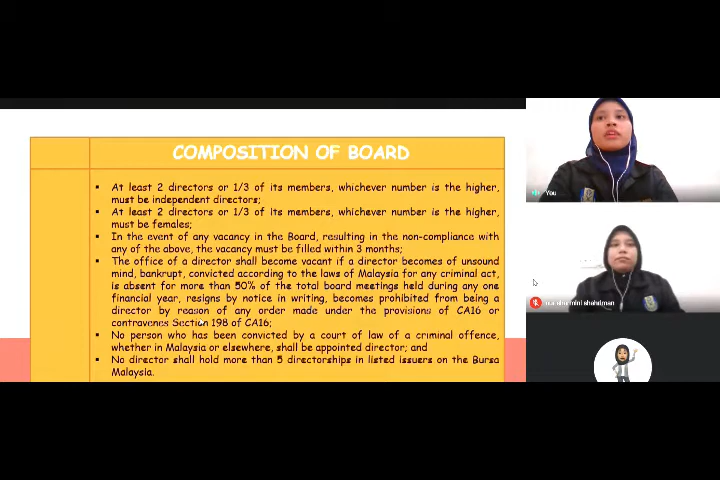 COMPOSITION OF BOARD
▪ At least 2 directors or 1/3 of its members, whichever number is the higher,
must be independent directors;
▪ At least 2 directors or 1/3 of its members, whichever number is the higher,
must be females;
▪ In the event of any vacancy in the Board, resulting in the non-compliance with
any of the above, the vacancy must be filled within 3 months;
▪ The office of a director shall become vacant if a director becomes of unsound
mind, bankrupt, convicted according to the laws of Malaysia for any criminal act,
is absent for more than 50% of the total board meetings held during any one
financial year, resigns by notice in writing, becomes prohibited from being a
director by reason of any order made under the provisions of CA16 or
contravenes Section 198 of CA16;
▪ No person who has been convicted by a court of law of a criminal offence,
whether in Malaysia or elsewhere, shall be appointed director; and
▪ No director shall hold more than 5 directorships in listed issuers on the Bursa
Malaysia.
You